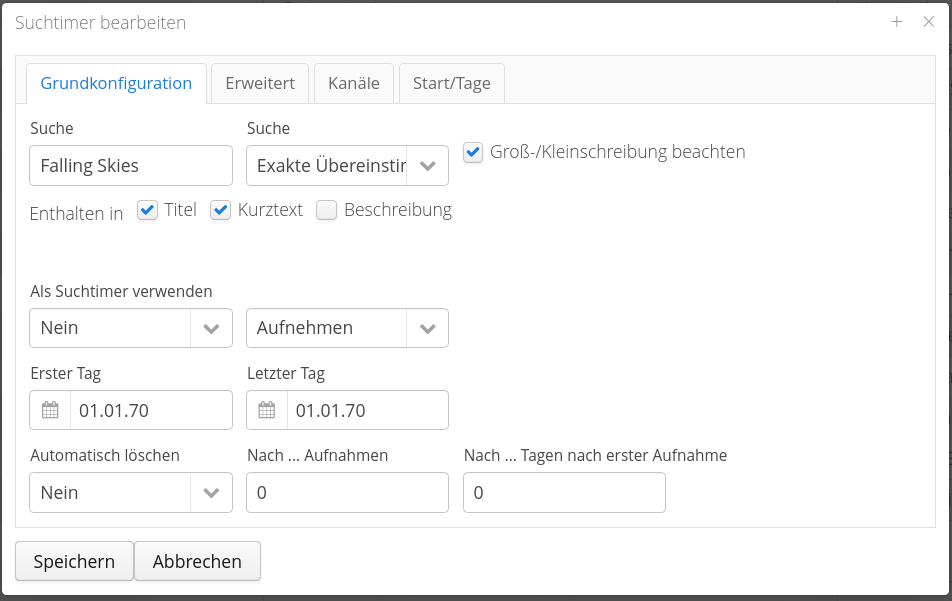 Suchtimer bearbeiten
Grundkonfiguration Erweitert Kanäle Start/Tage
Suche Suche
Falling Skies Exakte Übereinstir Groß-/Kleinschreibung beachten
Enthalten in Titel Kurztext Beschreibung
Als Suchtimer verwenden
Nein Aufnehmen
Erster Tag Letzter Tag
01.01.70 01.01.70
Automatisch löschen Nach ... Aufnahmen Nach ... Tagen nach erster Aufnahme
Nein 0 0
Speichern Abbrechen